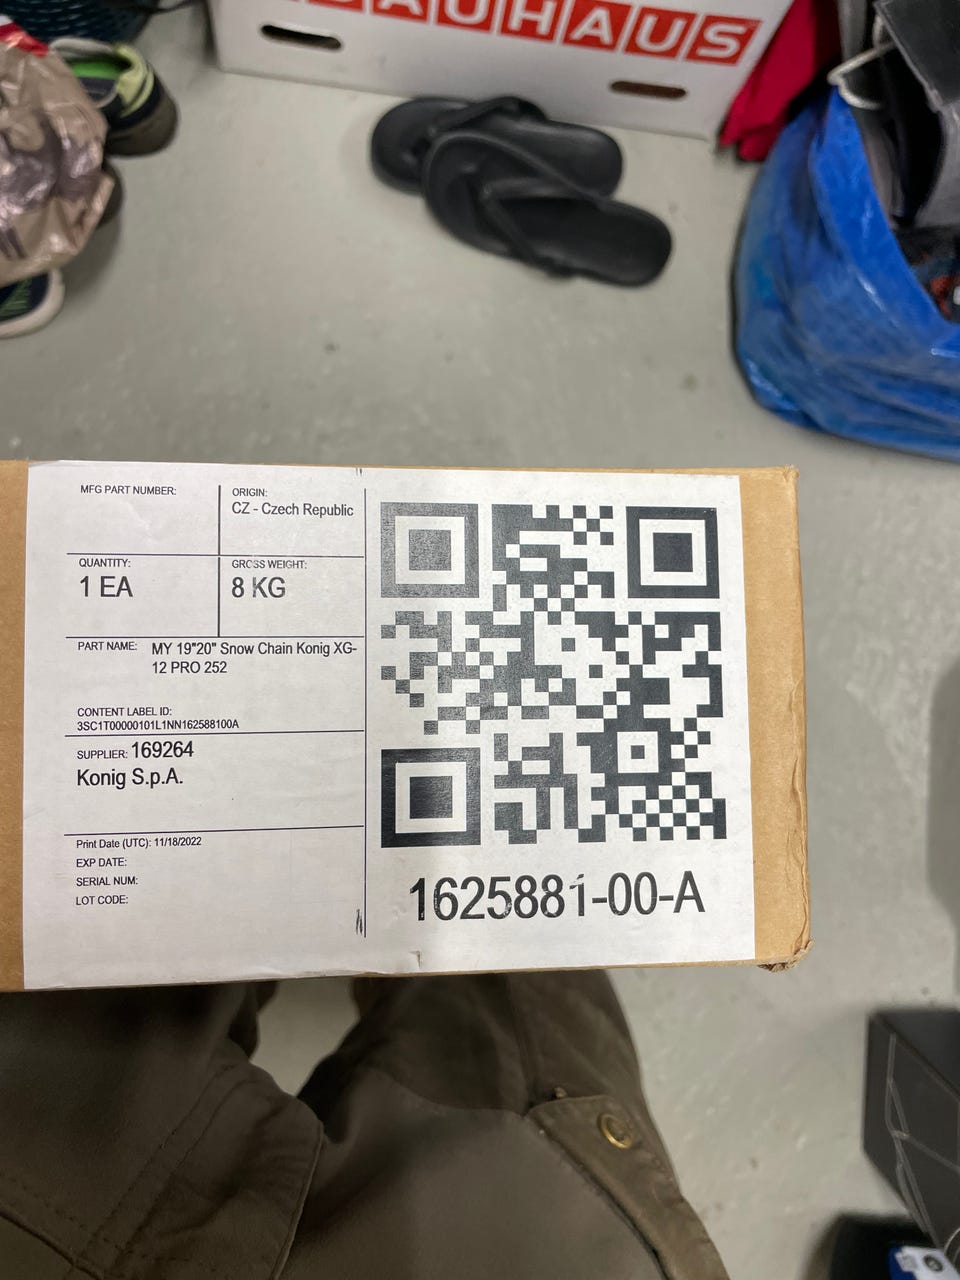 BAUHAUS
MFG PART NUMBER:
ORIGIN:
CZ - Czech Republic
QUANTITY:
1 EA
GROSS WEIGHT:
8 KG
PART NAME: MY 19"20" Snow Chain Konig XG-
12 PRO 252
CONTENT LABEL ID:
3SC1T00000101L1NN162588100A
SUPPLIER: 169264
Konig S.p.A.
Print Date (UTC): 11/18/2022
EXP DATE:
SERIAL NUM:
LOT CODE:
1625881-00-A